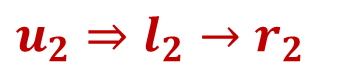 u₂ ⇒ l₂ → r₂